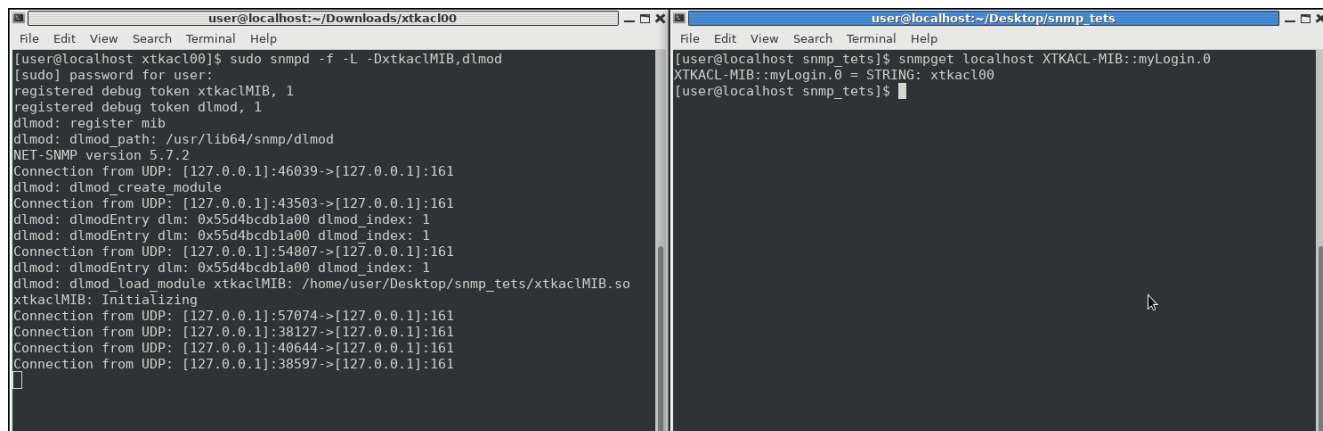 user@localhost:~/Downloads/xtkacl00
File Edit View Search Terminal Help
[user@localhost xtkacl00]$ sudo snmpd -f -L -DxtkaclMIB,dlmod
[sudo] password for user:
registered debug token xtkaclMIB, 1
registered debug token dlmod, 1
dlmod: register mib
dlmod: dlmod_path: /usr/lib64/snmp/dlmod
NET-SNMP version 5.7.2
Connection from UDP: [127.0.0.1]:46039->[127.0.0.1]:161
dlmod: dlmod_create_module
Connection from UDP: [127.0.0.1]:43503->[127.0.0.1]:161
dlmod: dlmodEntry dlm: 0x55d4bcdb1a00 dlmod_index: 1
dlmod: dlmodEntry dlm: 0x55d4bcdb1a00 dlmod_index: 1
Connection from UDP: [127.0.0.1]:54807->[127.0.0.1]:161
dlmod: dlmodEntry dlm: 0x55d4bcdb1a00 dlmod_index: 1
dlmod: dlmod_load_module xtkaclMIB: /home/user/Desktop/snmp_tets/xtkaclMIB.so
xtkaclMIB: Initializing
Connection from UDP: [127.0.0.1]:57074->[127.0.0.1]:161
Connection from UDP: [127.0.0.1]:38127->[127.0.0.1]:161
Connection from UDP: [127.0.0.1]:40644->[127.0.0.1]:161
Connection from UDP: [127.0.0.1]:38597->[127.0.0.1]:161
user@localhost:~/Desktop/snmp_tets
File Edit View Search Terminal Help
[user@localhost snmp_tets]$ snmpget localhost XTKACL-MIB::myLogin.0
XTKACL-MIB::myLogin.0 = STRING: xtkacl00
[user@localhost snmp_tets]$